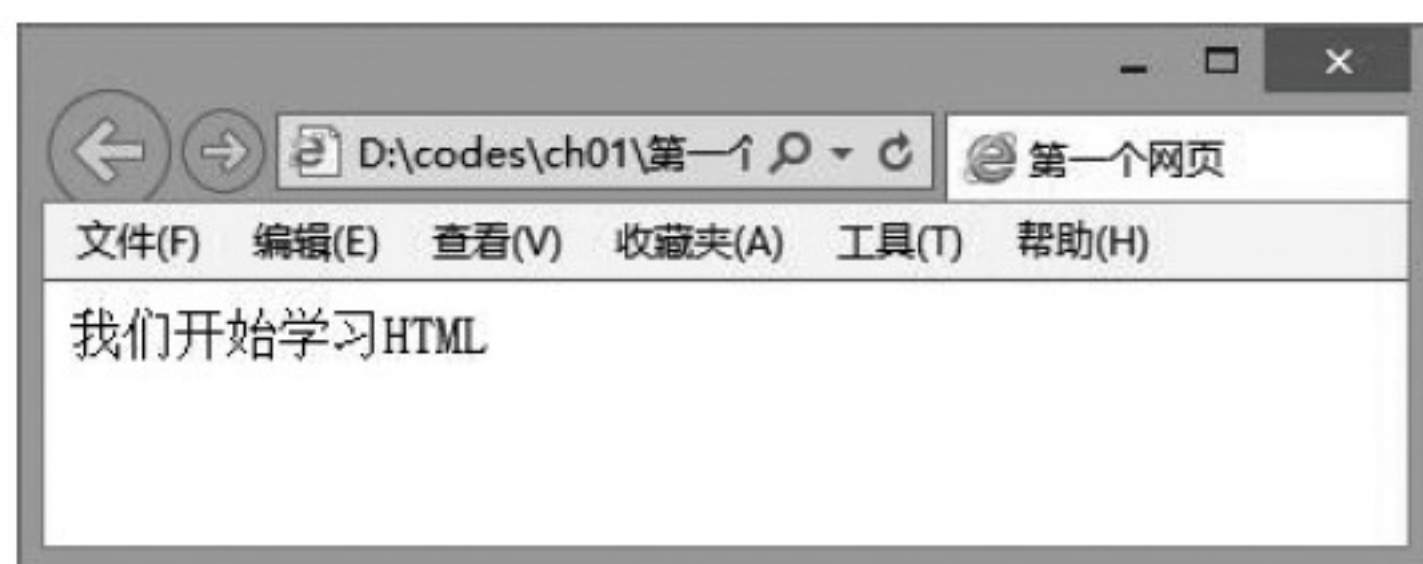 D:\codes\ch01\第一个
第一个网页
文件(F) 编辑(E) 查看(V) 收藏夹(A) 工具(T) 帮助(H)
我们开始学习HTML